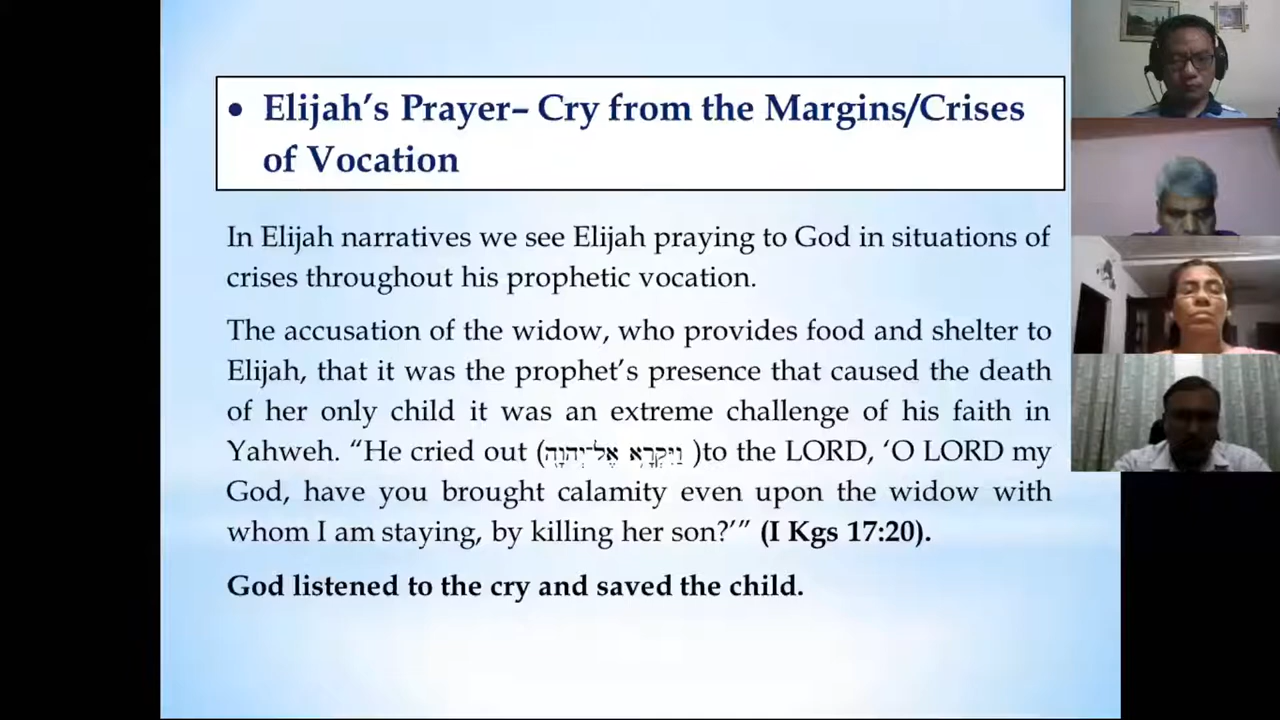 • Elijah’s Prayer– Cry from the Margins/Crises
of Vocation
In Elijah narratives we see Elijah praying to God in situations of
crises throughout his prophetic vocation.
The accusation of the widow, who provides food and shelter to
Elijah, that it was the prophet’s presence that caused the death
of her only child it was an extreme challenge of his faith in
Yahweh. “He cried out (וַיִּקְרָא אֶל־יְהוָה )to the LORD, ‘O LORD my
God, have you brought calamity even upon the widow with
whom I am staying, by killing her son?’” (I Kgs 17:20).
God listened to the cry and saved the child.